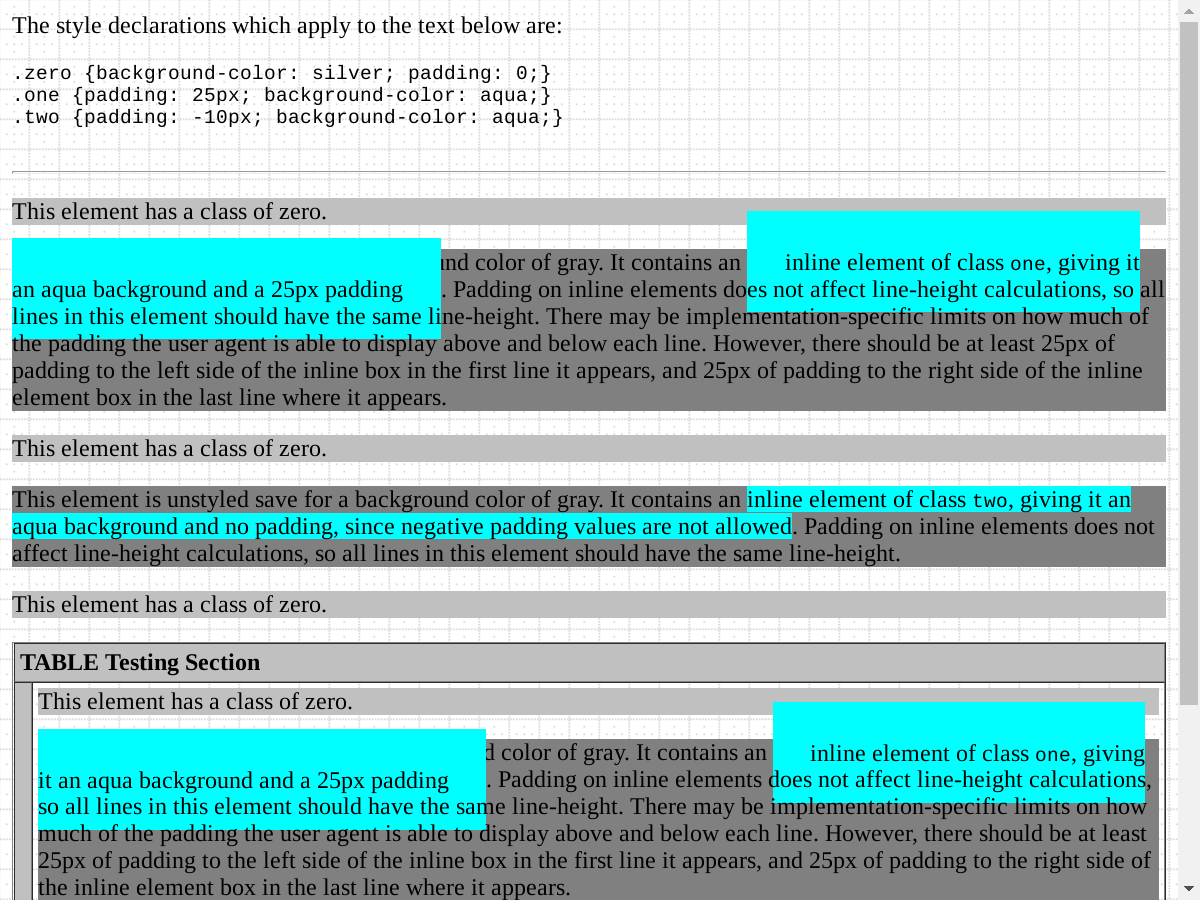 The style declarations which apply to the text below are:
.zero {background-color: silver; padding: 0;}
.one {padding: 25px; background-color: aqua;}
.two {padding: -10px; background-color: aqua;}
This element has a class of zero.
color of gray. It contains an inline element of class one, giving it
an aqua background and a 25px padding. Padding on inline elements does not affect line-height calculations, so all
lines in this element should have the same line-height. There may be implementation-specific limits on how much of
the padding the user agent is able to display above and below each line. However, there should be at least 25px of
padding to the left side of the inline box in the first line it appears, and 25px of padding to the right side of the inline
element box in the last line where it appears.
This element has a class of zero.
This element is unstyled save for a background color of gray. It contains an inline element of class two, giving it an
aqua background and no padding, since negative padding values are not allowed. Padding on inline elements does not
affect line-height calculations, so all lines in this element should have the same line-height.
This element has a class of zero.
TABLE Testing Section
This element has a class of zero.
color of gray. It contains an inline element of class one, giving
it an aqua background and a 25px padding. Padding on inline elements does not affect line-height calculations,
so all lines in this element should have the same line-height. There may be implementation-specific limits on how
much of the padding the user agent is able to display above and below each line. However, there should be at least
25px of padding to the left side of the inline box in the first line it appears, and 25px of padding to the right side of
the inline element box in the last line where it appears.